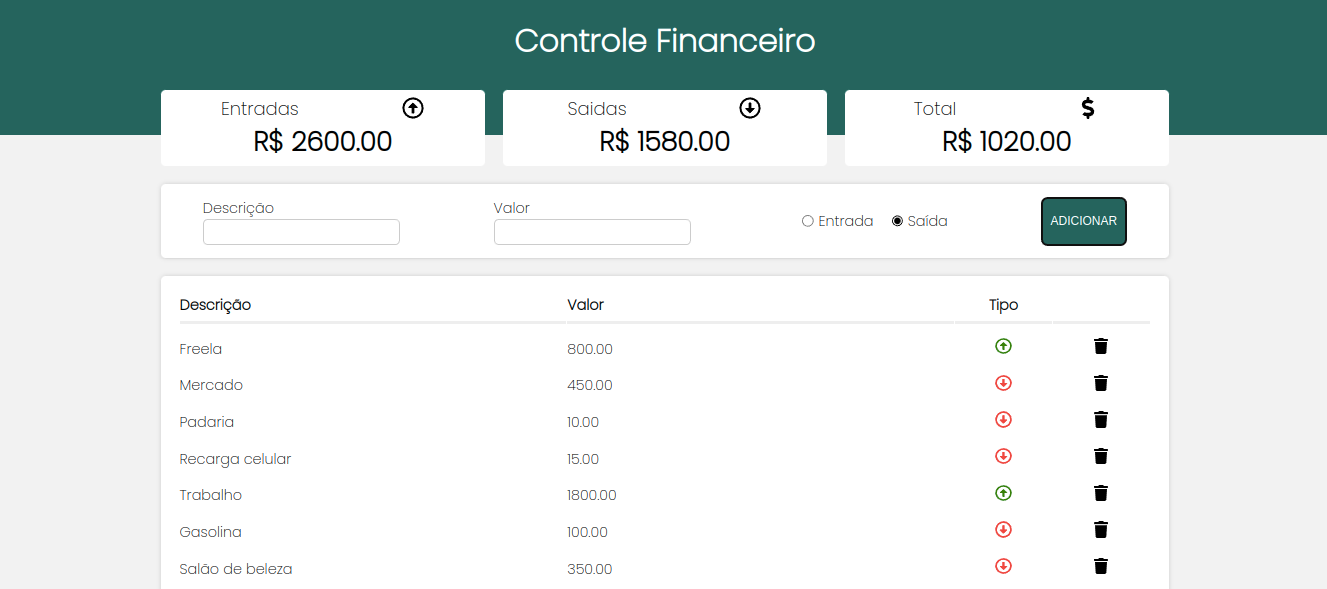 Controle Financeiro
Entradas
R$ 2600.00
Saidas
R$ 1580.00
Total
$
R$ 1020.00
Descrição
Valor
Entrada Saída
ADICIONAR
Descrição Valor Tipo
Freela 800.00
Mercado 450.00
Padaria 10.00
Recarga celular 15.00
Trabalho 1800.00
Gasolina 100.00
Salão de beleza 350.00